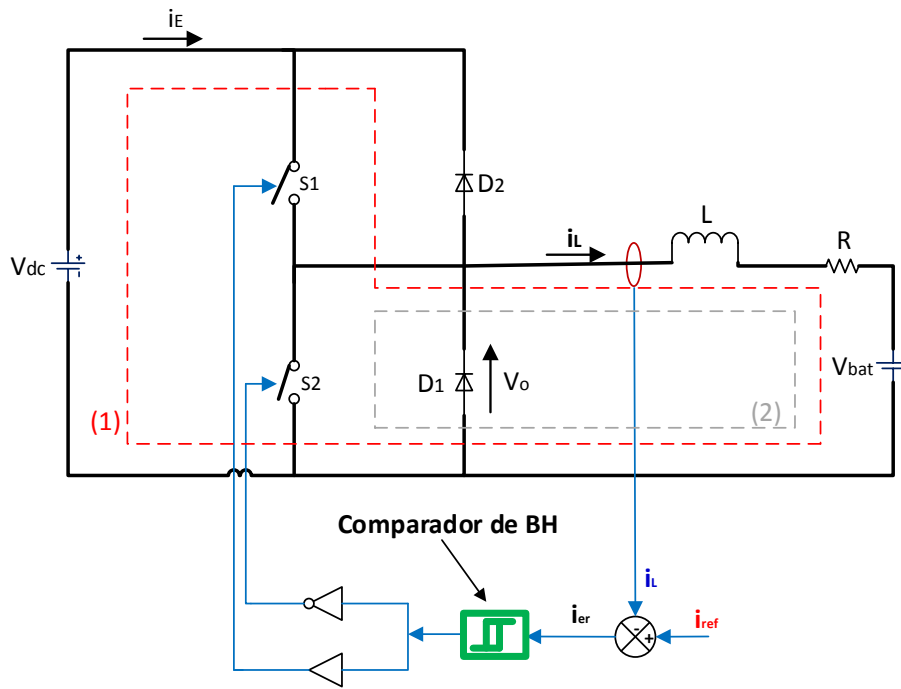 iE
S1
D2
L
iL
R
Vdc
S2
D1
Vo
Vbat
(1)
(2)
Comparador de BH
iL
ier
iref
-
+